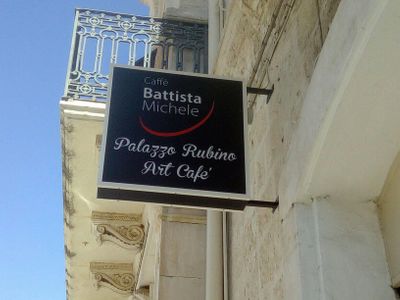 Caffè
Battista
Michele
Palazzo Rubino
Art Cafe'